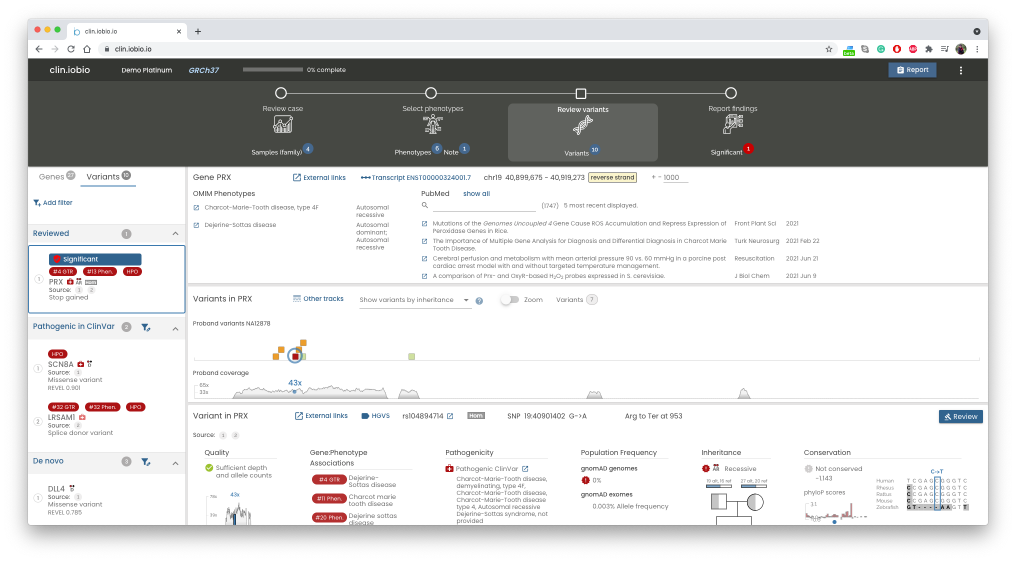 clin.iobio.io
clin.iobio.io
beta
clin.iobio
Demo Platinum
GRCh37
0% complete
Report
Review case
Select phenotypes
Review variants
Report findings
Samples (family) 4
Phenotypes 6 Note 1
Variants 10
Significant 1
Genes 27
Variants 10
Add filter
Reviewed 1
1
Significant
#4 GTR #13 Phen. HPO
PRX AR
Source: 1 2
Stop gained
Pathogenic in ClinVar 2
1
HPO
SCN8A
Source: 1
Missense variant
REVEL 0.901
2
#32 GTR #32 Phen. HPO
LRSAM1
Source: 2
Splice donor variant
De novo 3
1
DLL4
Source: 1
Missense variant
REVEL 0.785
Gene PRX
External links
Transcript ENST00000324001.7
chr19 40,899,675 - 40,919,273
reverse strand
+ - 1000
OMIM Phenotypes
Charcot-Marie-Tooth disease, type 4F
Autosomal
recessive
Dejerine-Sottas disease
Autosomal
dominant;
Autosomal
recessive
PubMed show all
(1747) 5 most recent displayed.
Mutations of the Genomes Uncoupled 4 Gene Cause ROS Accumulation and Repress Expression of
Peroxidase Genes in Rice.
Front Plant Sci 2021
The Importance of Multiple Gene Analysis for Diagnosis and Differential Diagnosis in Charcot Marie
Tooth Disease.
Turk Neurosurg 2021 Feb 22
Cerebral perfusion and metabolism with mean arterial pressure 90 vs. 60 mmHg in a porcine post
cardiac arrest model with and without targeted temperature management.
Resuscitation 2021 Jun 21
A comparison of Prx- and OxyR-based H₂O₂ probes expressed in S. cerevisiae.
J Biol Chem 2021 Jun 9
Variants in PRX
Other tracks
Show variants by inheritance
Zoom
Variants 7
Proband variants NA12878
Proband coverage
43x
65x
33x
Variant in PRX
External links
HGVS
rs104894714
Hom
SNP 19:40901402 G->A
Arg to Ter at 953
Review
Source: 1 2
Quality
Sufficient depth
and allele counts
43x
Gene:Phenotype
Associations
#4 GTR Dejerine-
Sottas disease
#11 Phen. Charcot marie
tooth disease
#20 Phen. Dejerine sottas
disease
Pathogenicity
Pathogenic ClinVar
Charcot-Marie-Tooth disease,
demyelinating, type 4F,
Charcot-Marie-Tooth disease,
Charcot-Marie-Tooth disease
type 4, Autosomal recessive
Dejerine-Sottas syndrome, not
provided
Population Frequency
gnomAD genomes
0%
gnomAD exomes
0.003% Allele frequency
Inheritance
AR Recessive
Conservation
Not conserved
-1.143
phyloP scores
C->T
Human T C G A G C G G G T C
Rhesus
Rattus
Mouse
Zebrafish